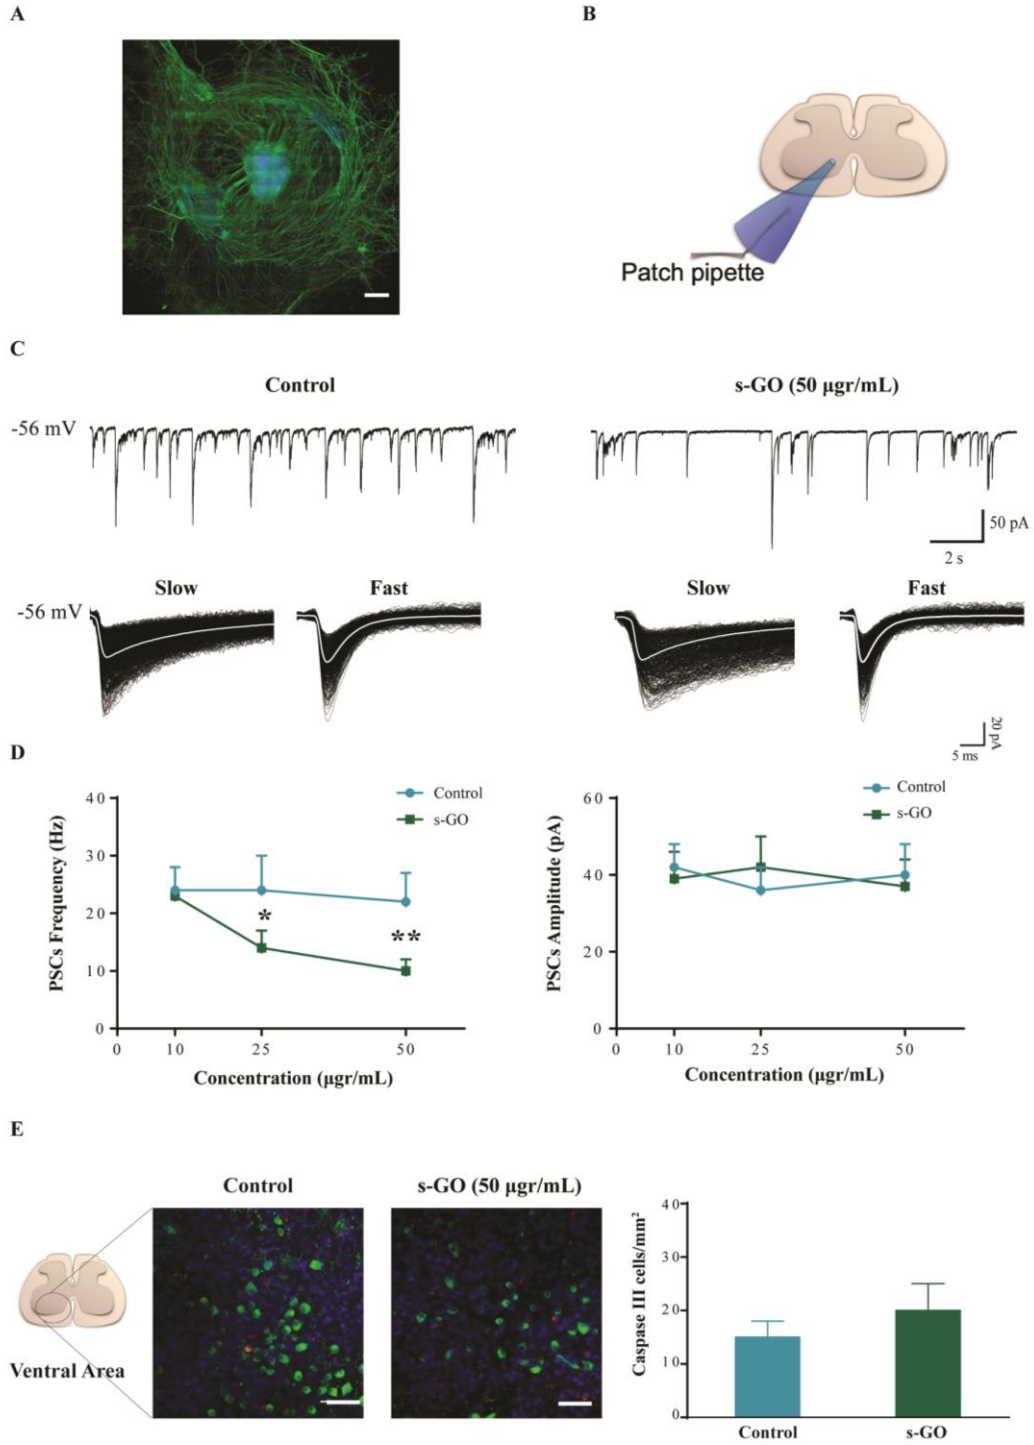 A
B
Patch pipette
C
Control
s-GO (50 µgr/mL)
-56 mV
50 pA
2 s
Slow
Fast
Slow
Fast
-56 mV
20 pA
5 ms
D
Control
s-GO
40
30
20
10
0
PSCs Frequency (Hz)
*
**
0
10
25
50
Concentration (µgr/mL)
Control
s-GO
60
40
20
0
PSCs Amplitude (pA)
0
10
25
50
Concentration (µgr/mL)
E
Control
s-GO (50 µgr/mL)
Ventral Area
Caspase III cells/mm²
40
30
20
10
0
Control
s-GO